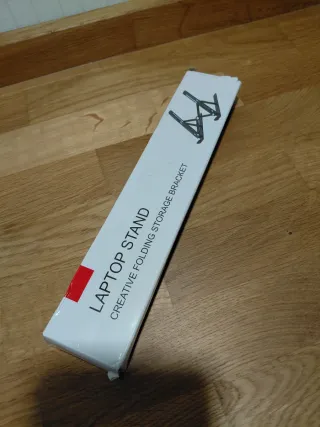 LAPTOP STAND
CREATIVE FOLDING STORAGE BRACKET